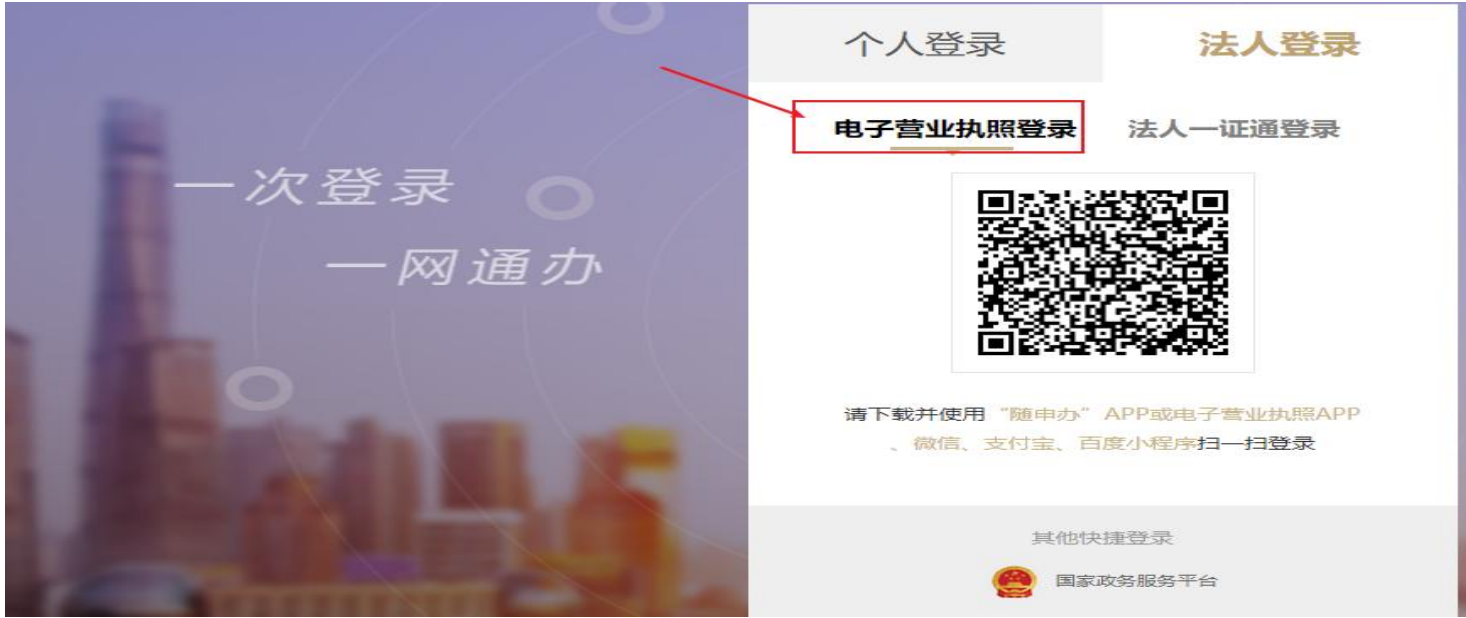 一次登录
一网通办
个人登录
法人登录
电子营业执照登录
法人一证通登录
请下载并使用“随申办”APP或电子营业执照APP
、微信、支付宝、百度小程序扫一扫登录
其他快捷登录
国家政务服务平台